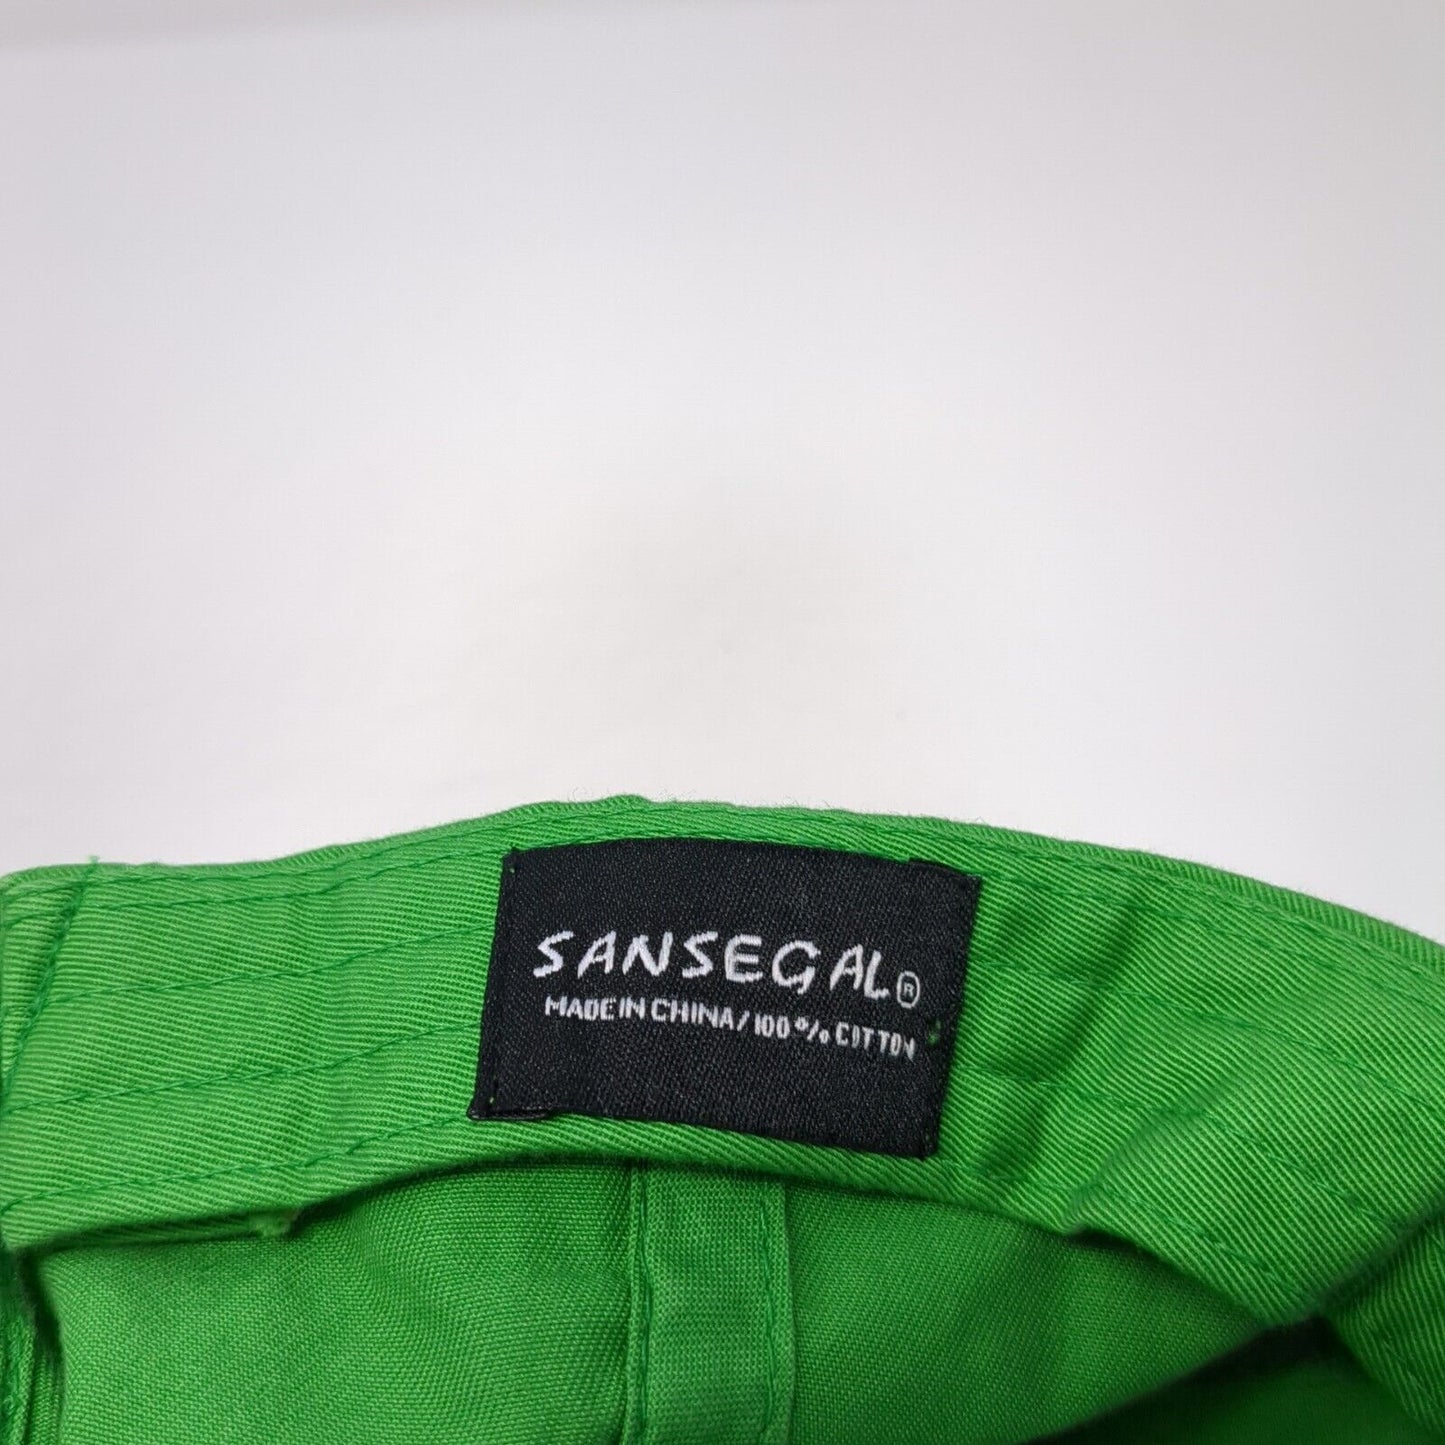 SANSEGAL®
MADE IN CHINA / 100% COTTON